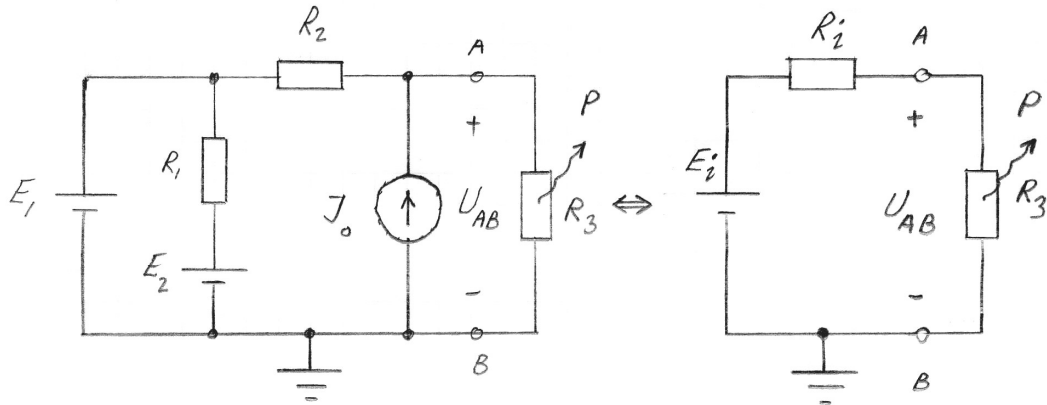 R2
A
R1
E1
J0
UAB
+
-
P
R3
E2
B
⇔
Ri
A
Ei
UAB
+
-
P
R3
B